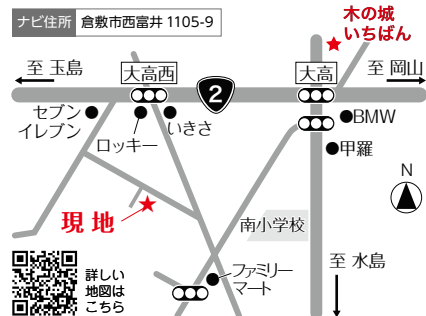 ナビ住所 倉敷市西富井 1105-9
木の城
いちばん
至 玉島
大高西
2
大高
至 岡山
セブン
イレブン
ロッキー
いきさ
BMW
甲羅
N
現 地
南小学校
至 水島
ファミリー
マート
詳しい
地図は
こちら